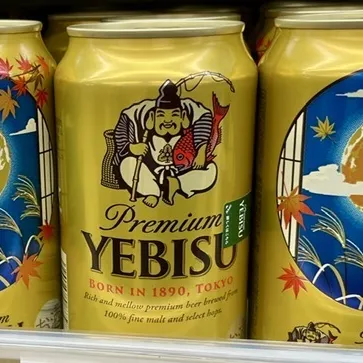 Premium
YEBISU
BORN IN 1890, TOKYO
Rich and mellow premium beer brewed from
100% fine malt and select hops.
YEBISU